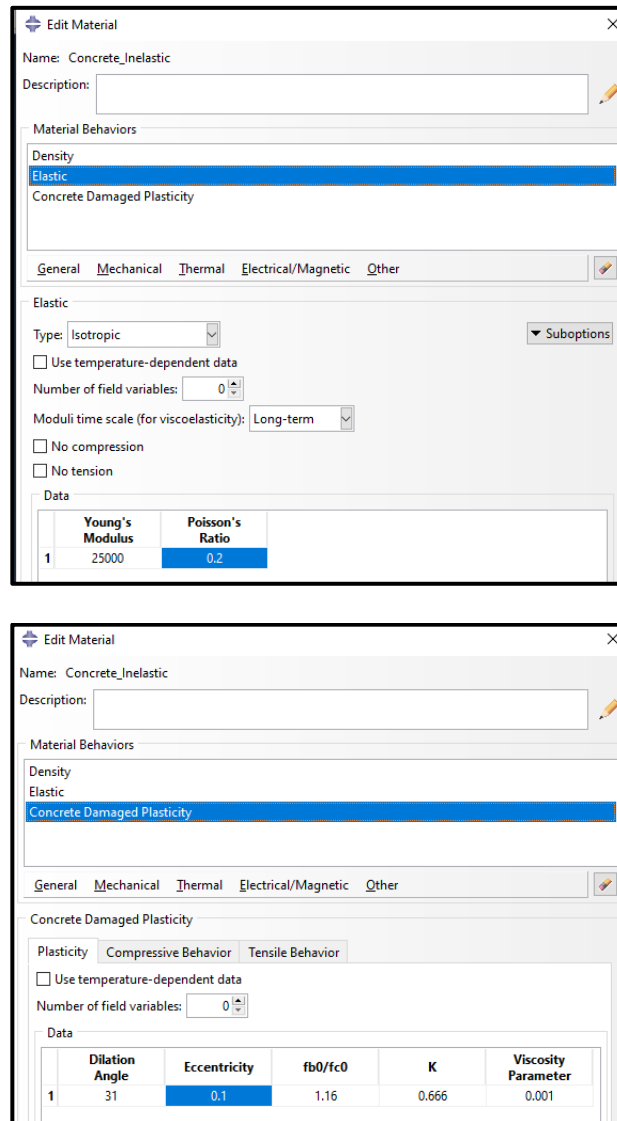 Edit Material
Name: Concrete_Inelastic
Description:
Material Behaviors
Density
Elastic
Concrete Damaged Plasticity
General Mechanical Thermal Electrical/Magnetic Other
Elastic
Type: Isotropic Suboptions
Use temperature-dependent data
Number of field variables: 0
Moduli time scale (for viscoelasticity): Long-term
No compression
No tension
Data
Young's Modulus Poisson's Ratio
1 25000 0.2
Edit Material
Name: Concrete_Inelastic
Description:
Material Behaviors
Density
Elastic
Concrete Damaged Plasticity
General Mechanical Thermal Electrical/Magnetic Other
Concrete Damaged Plasticity
Plasticity Compressive Behavior Tensile Behavior
Use temperature-dependent data
Number of field variables: 0
Data
Dilation Angle Eccentricity fb0/fc0 K Viscosity Parameter
1 31 0.1 1.16 0.666 0.001